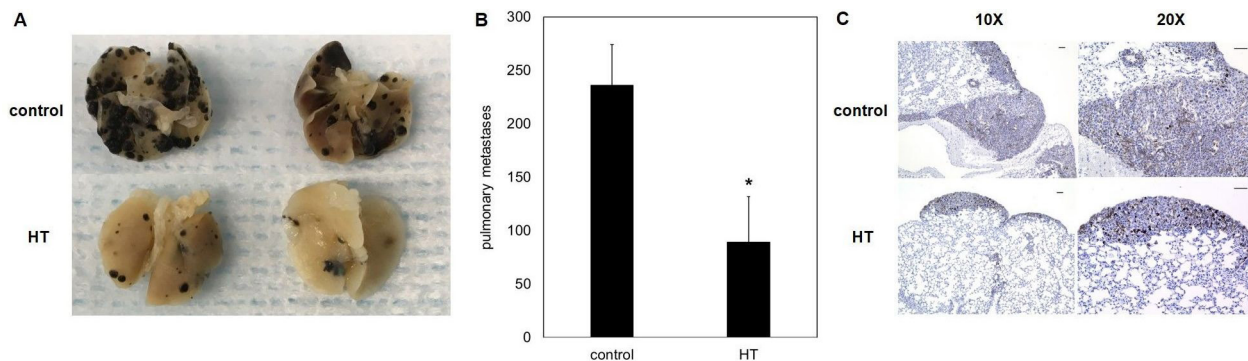 A
control
HT
B
pulmonary metastases
300
250
200
150
100
50
0
*
control
HT
C
10X
20X
control
HT